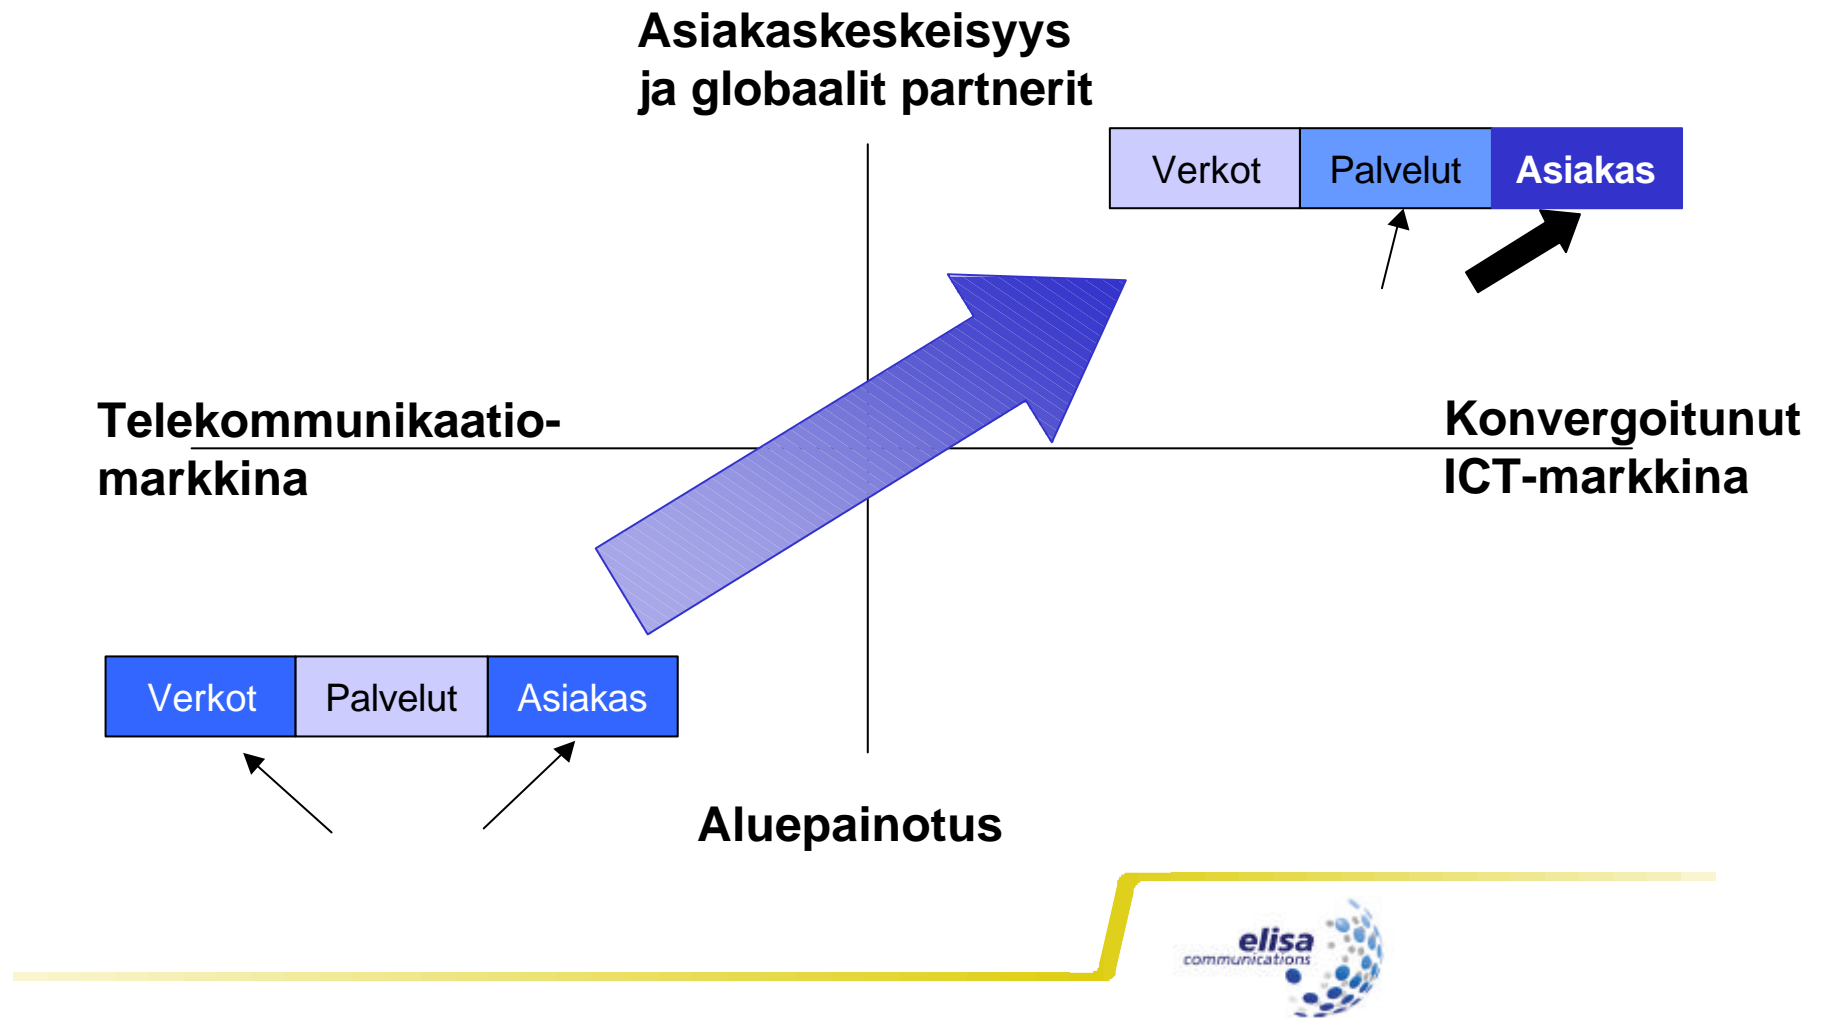 Asiakaskeskeisyys
ja globaalit partnerit
Verkot Palvelut Asiakas
Telekommunikaatio-
markkina
Konvergoitunut
ICT-markkina
Verkot Palvelut Asiakas
Aluepainotus
elisa
communications